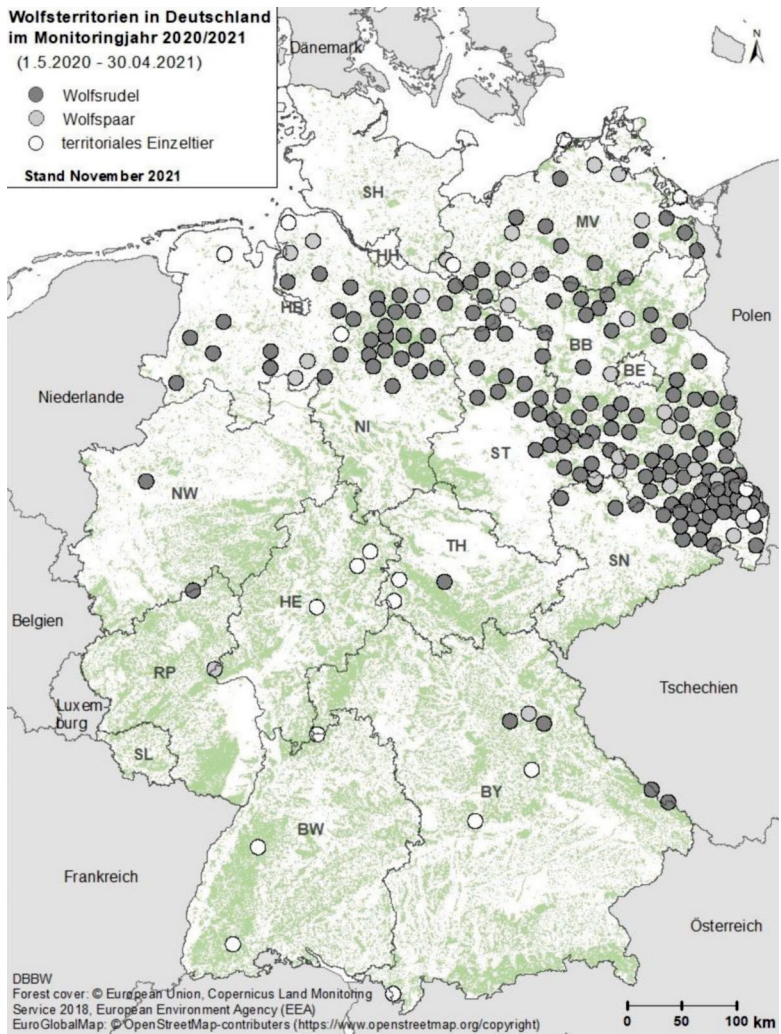 Wolfsterritorien in Deutschland
im Monitoringjahr 2020/2021
(1.5.2020 - 30.04.2021)
Wolfsrudel
Wolfspaar
territoriales Einzeltier
Stand November 2021
Dänemark
N
SH
MV
HH
HB
Polen
BB
BE
Niederlande
NI
ST
NW
TH
SN
HE
Belgien
RP
Tschechien
Luxem-
burg
SL
BY
BW
Frankreich
Österreich
DBBW
Forest cover: © European Union, Copernicus Land Monitoring
Service 2018, European Environment Agency (EEA)
EuroGlobalMap: © OpenStreetMap-contributors (https://www.openstreetmap.org/copyright)
0 50 100 km